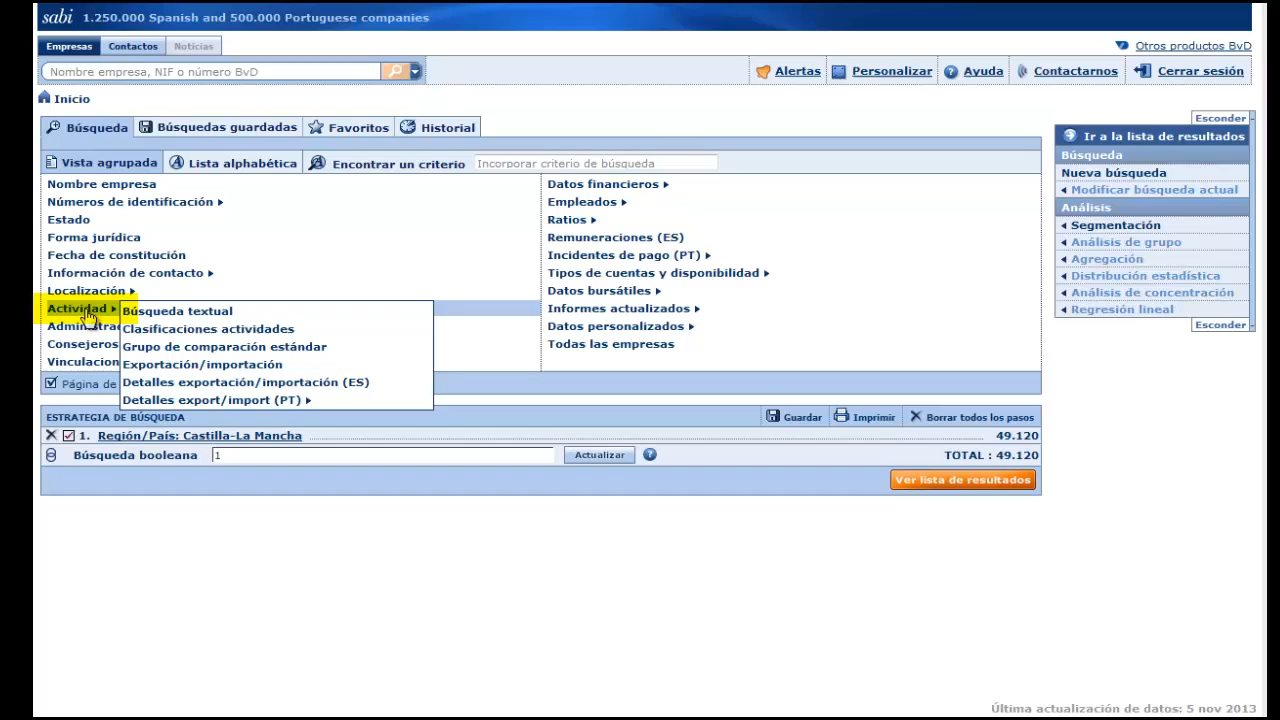 sabi 1.250.000 Spanish and 500.000 Portuguese companies
Empresas Contactos Noticias
Otros productos BvD
Nombre empresa, NIF o número BvD
Alertas Personalizar Ayuda Contactarnos Cerrar sesión
Inicio
Búsqueda Búsquedas guardadas Favoritos Historial
Vista agrupada Lista alphabética Encontrar un criterio Incorporar criterio de búsqueda
Nombre empresa
Números de identificación
Estado
Forma jurídica
Fecha de constitución
Información de contacto
Localización
Actividad
Consejeros
Búsqueda textual
Clasificaciones actividades
Grupo de comparación estándar
Exportación/importación
Detalles exportación/importación (ES)
Detalles export/import (PT)
Datos financieros
Empleados
Ratios
Remuneraciones (ES)
Incidentes de pago (PT)
Tipos de cuentas y disponibilidad
Datos bursátiles
Informes actualizados
Datos personalizados
Todas las empresas
Página de
Esconder
Ir a la lista de resultados
Búsqueda
Nueva búsqueda
Modificar búsqueda actual
Análisis
Segmentación
Análisis de grupo
Agregación
Distribución estadística
Análisis de concentración
Regresión lineal
Esconder
ESTRATEGIA DE BÚSQUEDA Guardar Imprimir Borrar todos los pasos
1. Región/País: Castilla-La Mancha 49.120
Búsqueda booleana 1 Actualizar TOTAL : 49.120
Ver lista de resultados
Última actualización de datos: 5 nov 2013